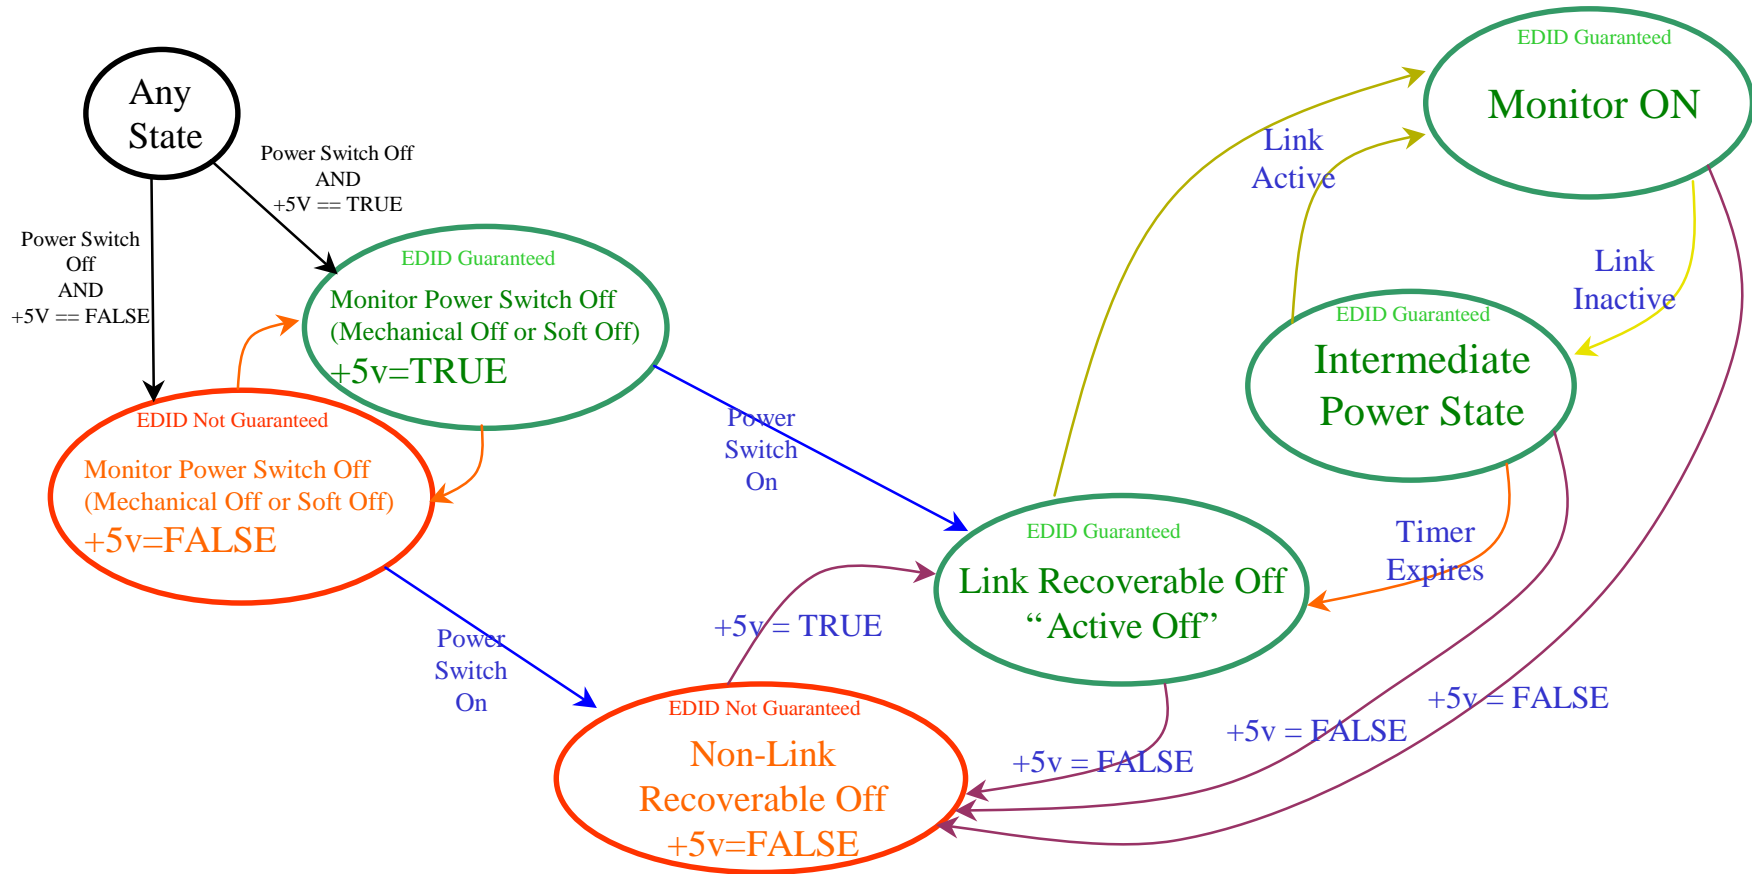 EDID Guaranteed
Monitor ON
Any
State
Link
Active
Power Switch Off
AND
+5V == TRUE
Power Switch
Off
AND
+5V == FALSE
EDID Guaranteed
Monitor Power Switch Off
(Mechanical Off or Soft Off)
+5v=TRUE
Link
Inactive
EDID Guaranteed
Intermediate
Power State
EDID Not Guaranteed
Monitor Power Switch Off
(Mechanical Off or Soft Off)
+5v=FALSE
Power
Switch
On
EDID Guaranteed
Link Recoverable Off
“Active Off”
Timer
Expires
Power
Switch
On
+5v = TRUE
EDID Not Guaranteed
Non-Link
Recoverable Off
+5v=FALSE
+5v = FALSE
+5v = FALSE
+5v = FALSE